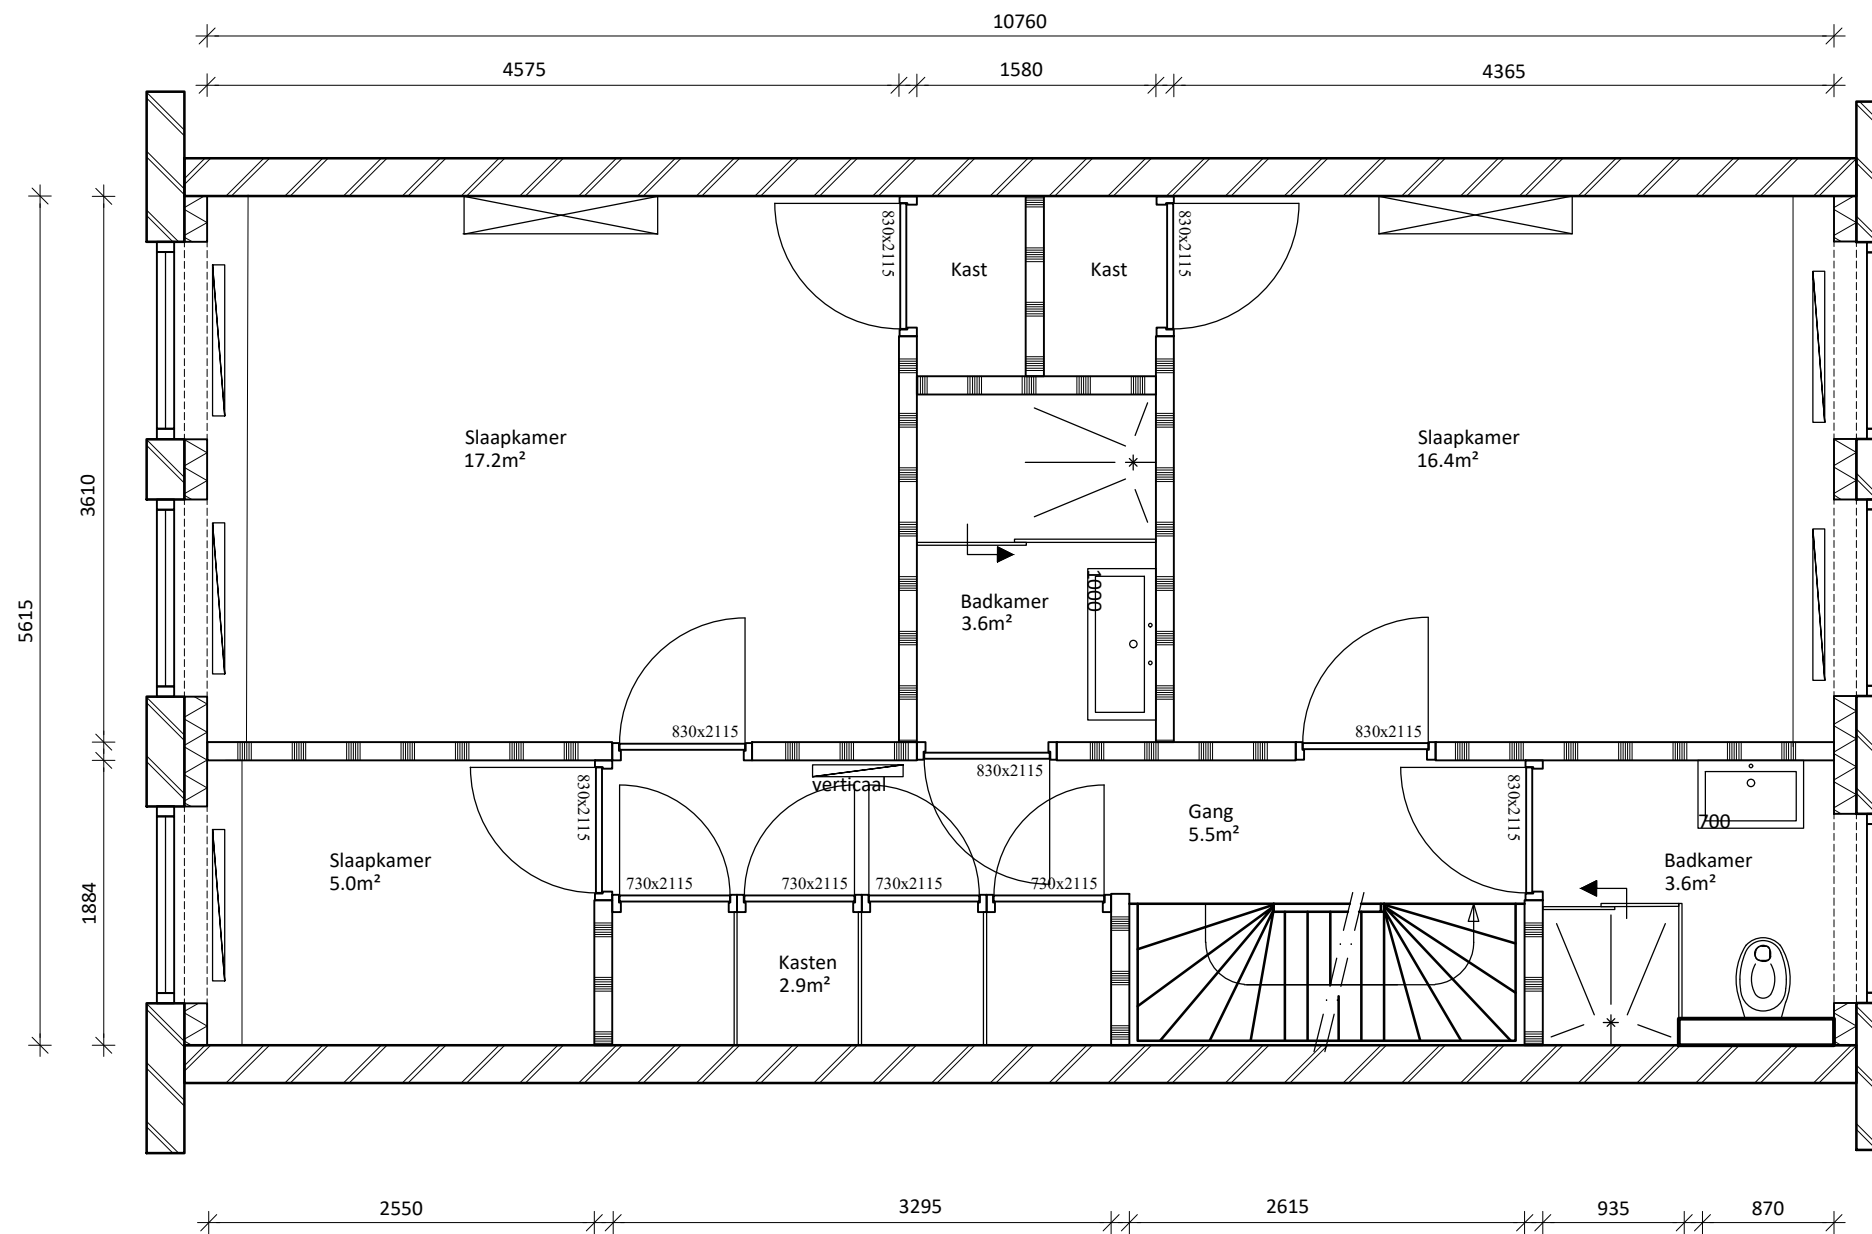 10760
4575
1580
4365
830x2115
Kast
Kast
830x2115
Slaapkamer
17.2m²
Slaapkamer
16.4m²
3610
5615
1000
Badkamer
3.6m²
830x2115
830x2115
830x2115
830x2115
verticaal
830x2115
Gang
5.5m²
700
Slaapkamer
5.0m²
Badkamer
3.6m²
1884
730x2115
730x2115
730x2115
730x2115
Kasten
2.9m²
2550
3295
2615
935
870